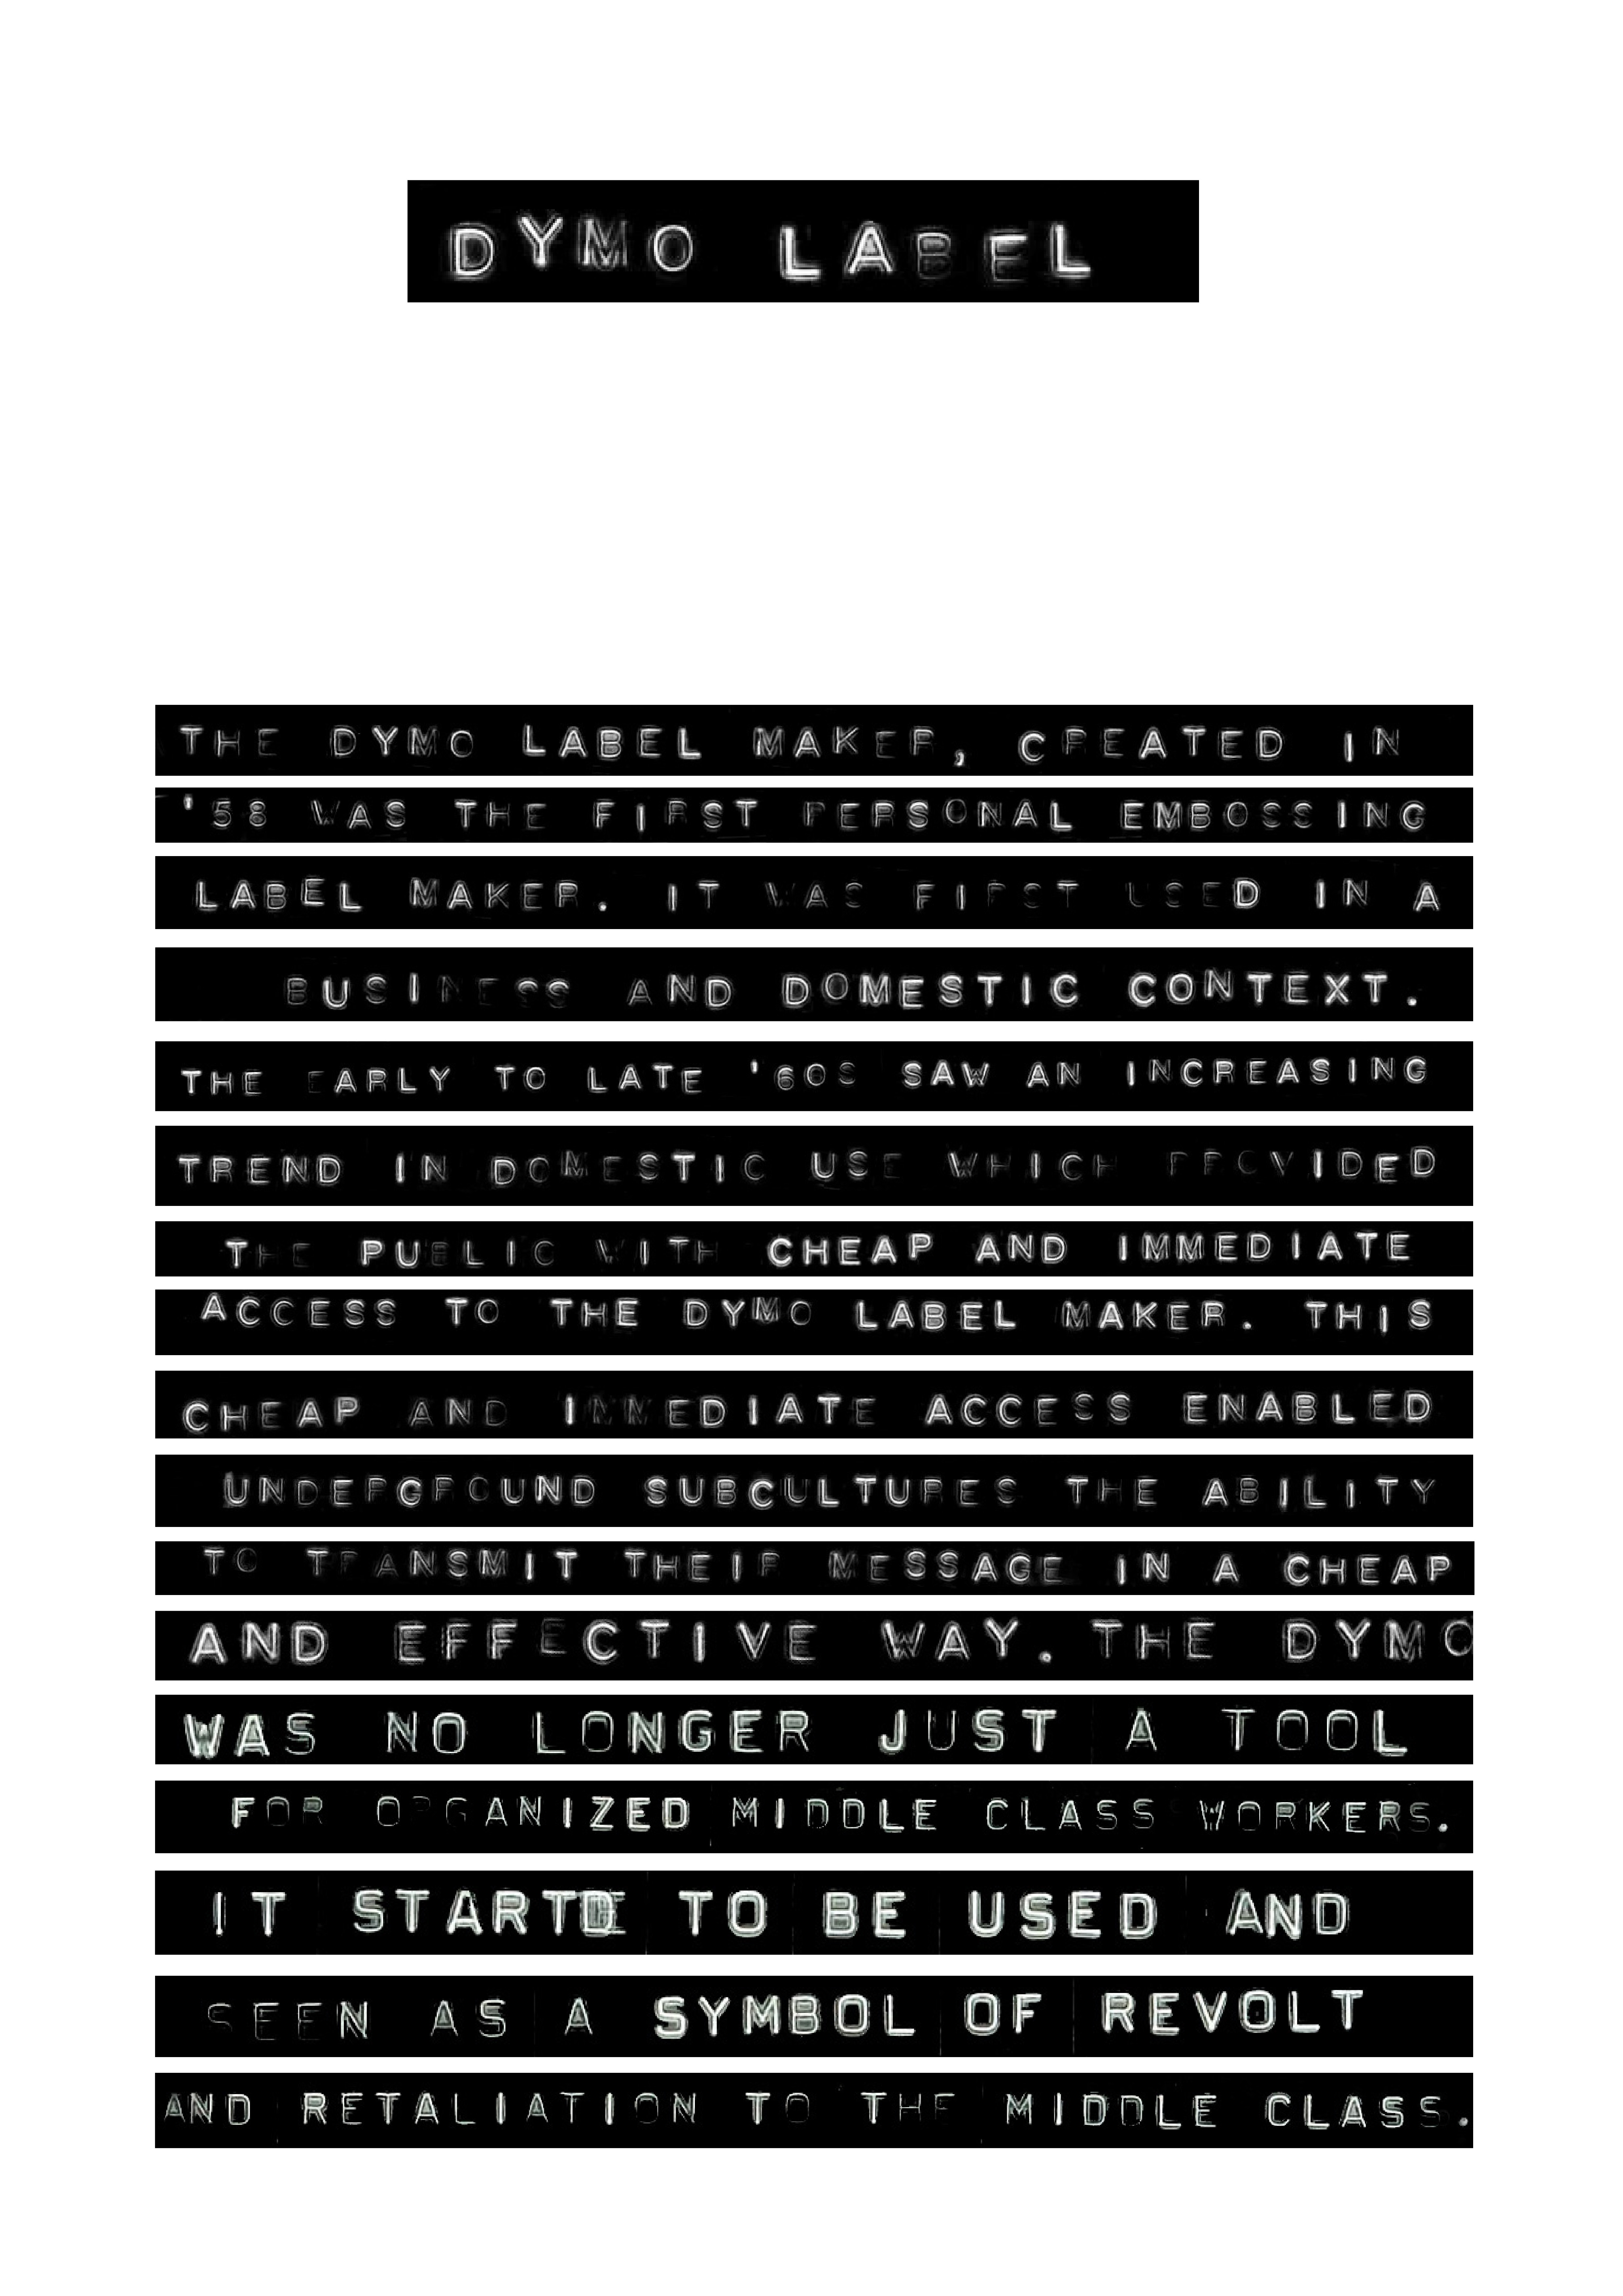 DYMO LABEL
THE DYMO LABEL MAKER, CREATED IN
'58 WAS THE FIRST PERSONAL EMBOSSING
LABEL MAKER. IT WAS FIRST USED IN A
BUSINESS AND DOMESTIC CONTEXT.
THE EARLY TO LATE '60S SAW AN INCREASING
TREND IN DOMESTIC USE WHICH PROVIDED
THE PUBLIC WITH CHEAP AND IMMEDIATE
ACCESS TO THE DYMO LABEL MAKER. THIS
CHEAP AND IMMEDIATE ACCESS ENABLED
UNDERGROUND SUBCULTURES THE ABILITY
TO TRANSMIT THEIR MESSAGE IN A CHEAP
AND EFFECTIVE WAY. THE DYMO
WAS NO LONGER JUST A TOOL
FOR ORGANIZED MIDDLE CLASS WORKERS.
IT STARTED TO BE USED AND
SEEN AS A SYMBOL OF REVOLT
AND RETALIATION TO THE MIDDLE CLASS.